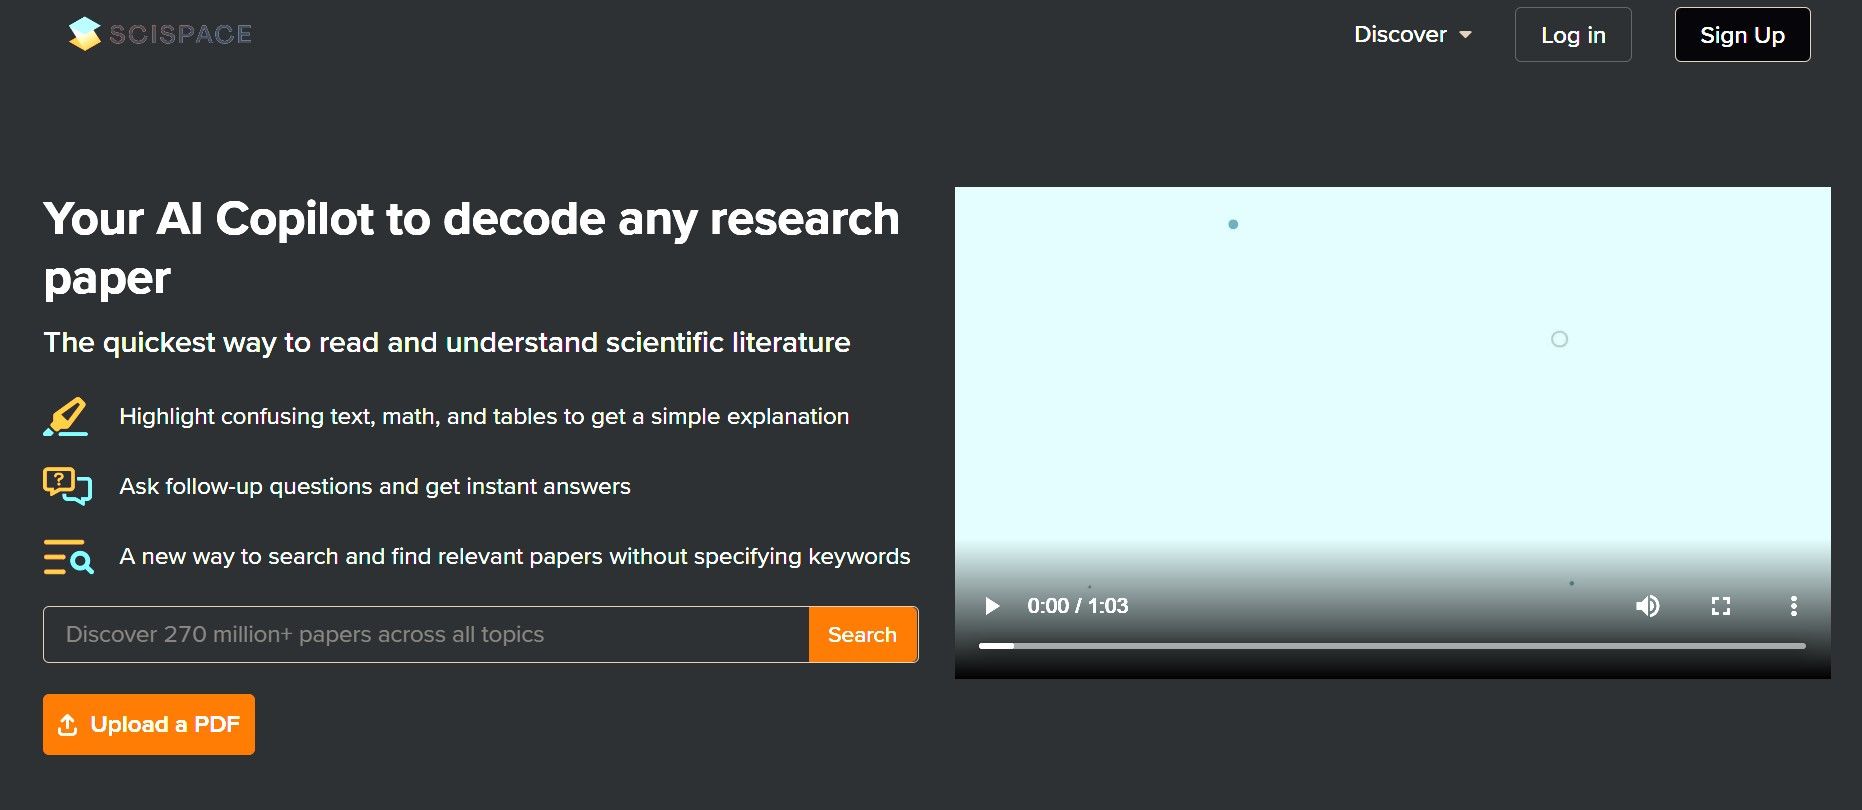 SCISPACE
Discover
Log in
Sign Up
Your AI Copilot to decode any research
paper
The quickest way to read and understand scientific literature
Highlight confusing text, math, and tables to get a simple explanation
?
Ask follow-up questions and get instant answers
A new way to search and find relevant papers without specifying keywords
Discover 270 million+ papers across all topics
Search
Upload a PDF
0:00 / 1:03